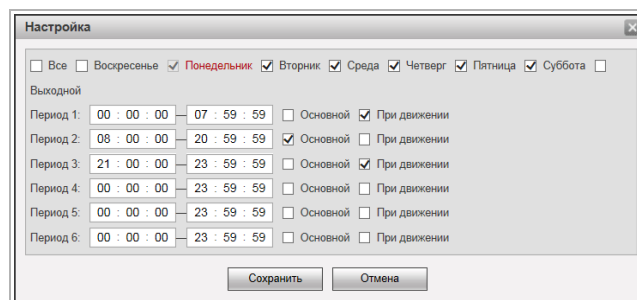 Настройка
Все Воскресенье Понедельник Вторник Среда Четверг Пятница Суббота
Выходной
Период 1: 00 : 00 : 00 — 07 : 59 : 59 Основной При движении
Период 2: 08 : 00 : 00 — 20 : 59 : 59 Основной При движении
Период 3: 21 : 00 : 00 — 23 : 59 : 59 Основной При движении
Период 4: 00 : 00 : 00 — 23 : 59 : 59 Основной При движении
Период 5: 00 : 00 : 00 — 23 : 59 : 59 Основной При движении
Период 6: 00 : 00 : 00 — 23 : 59 : 59 Основной При движении
Сохранить Отмена